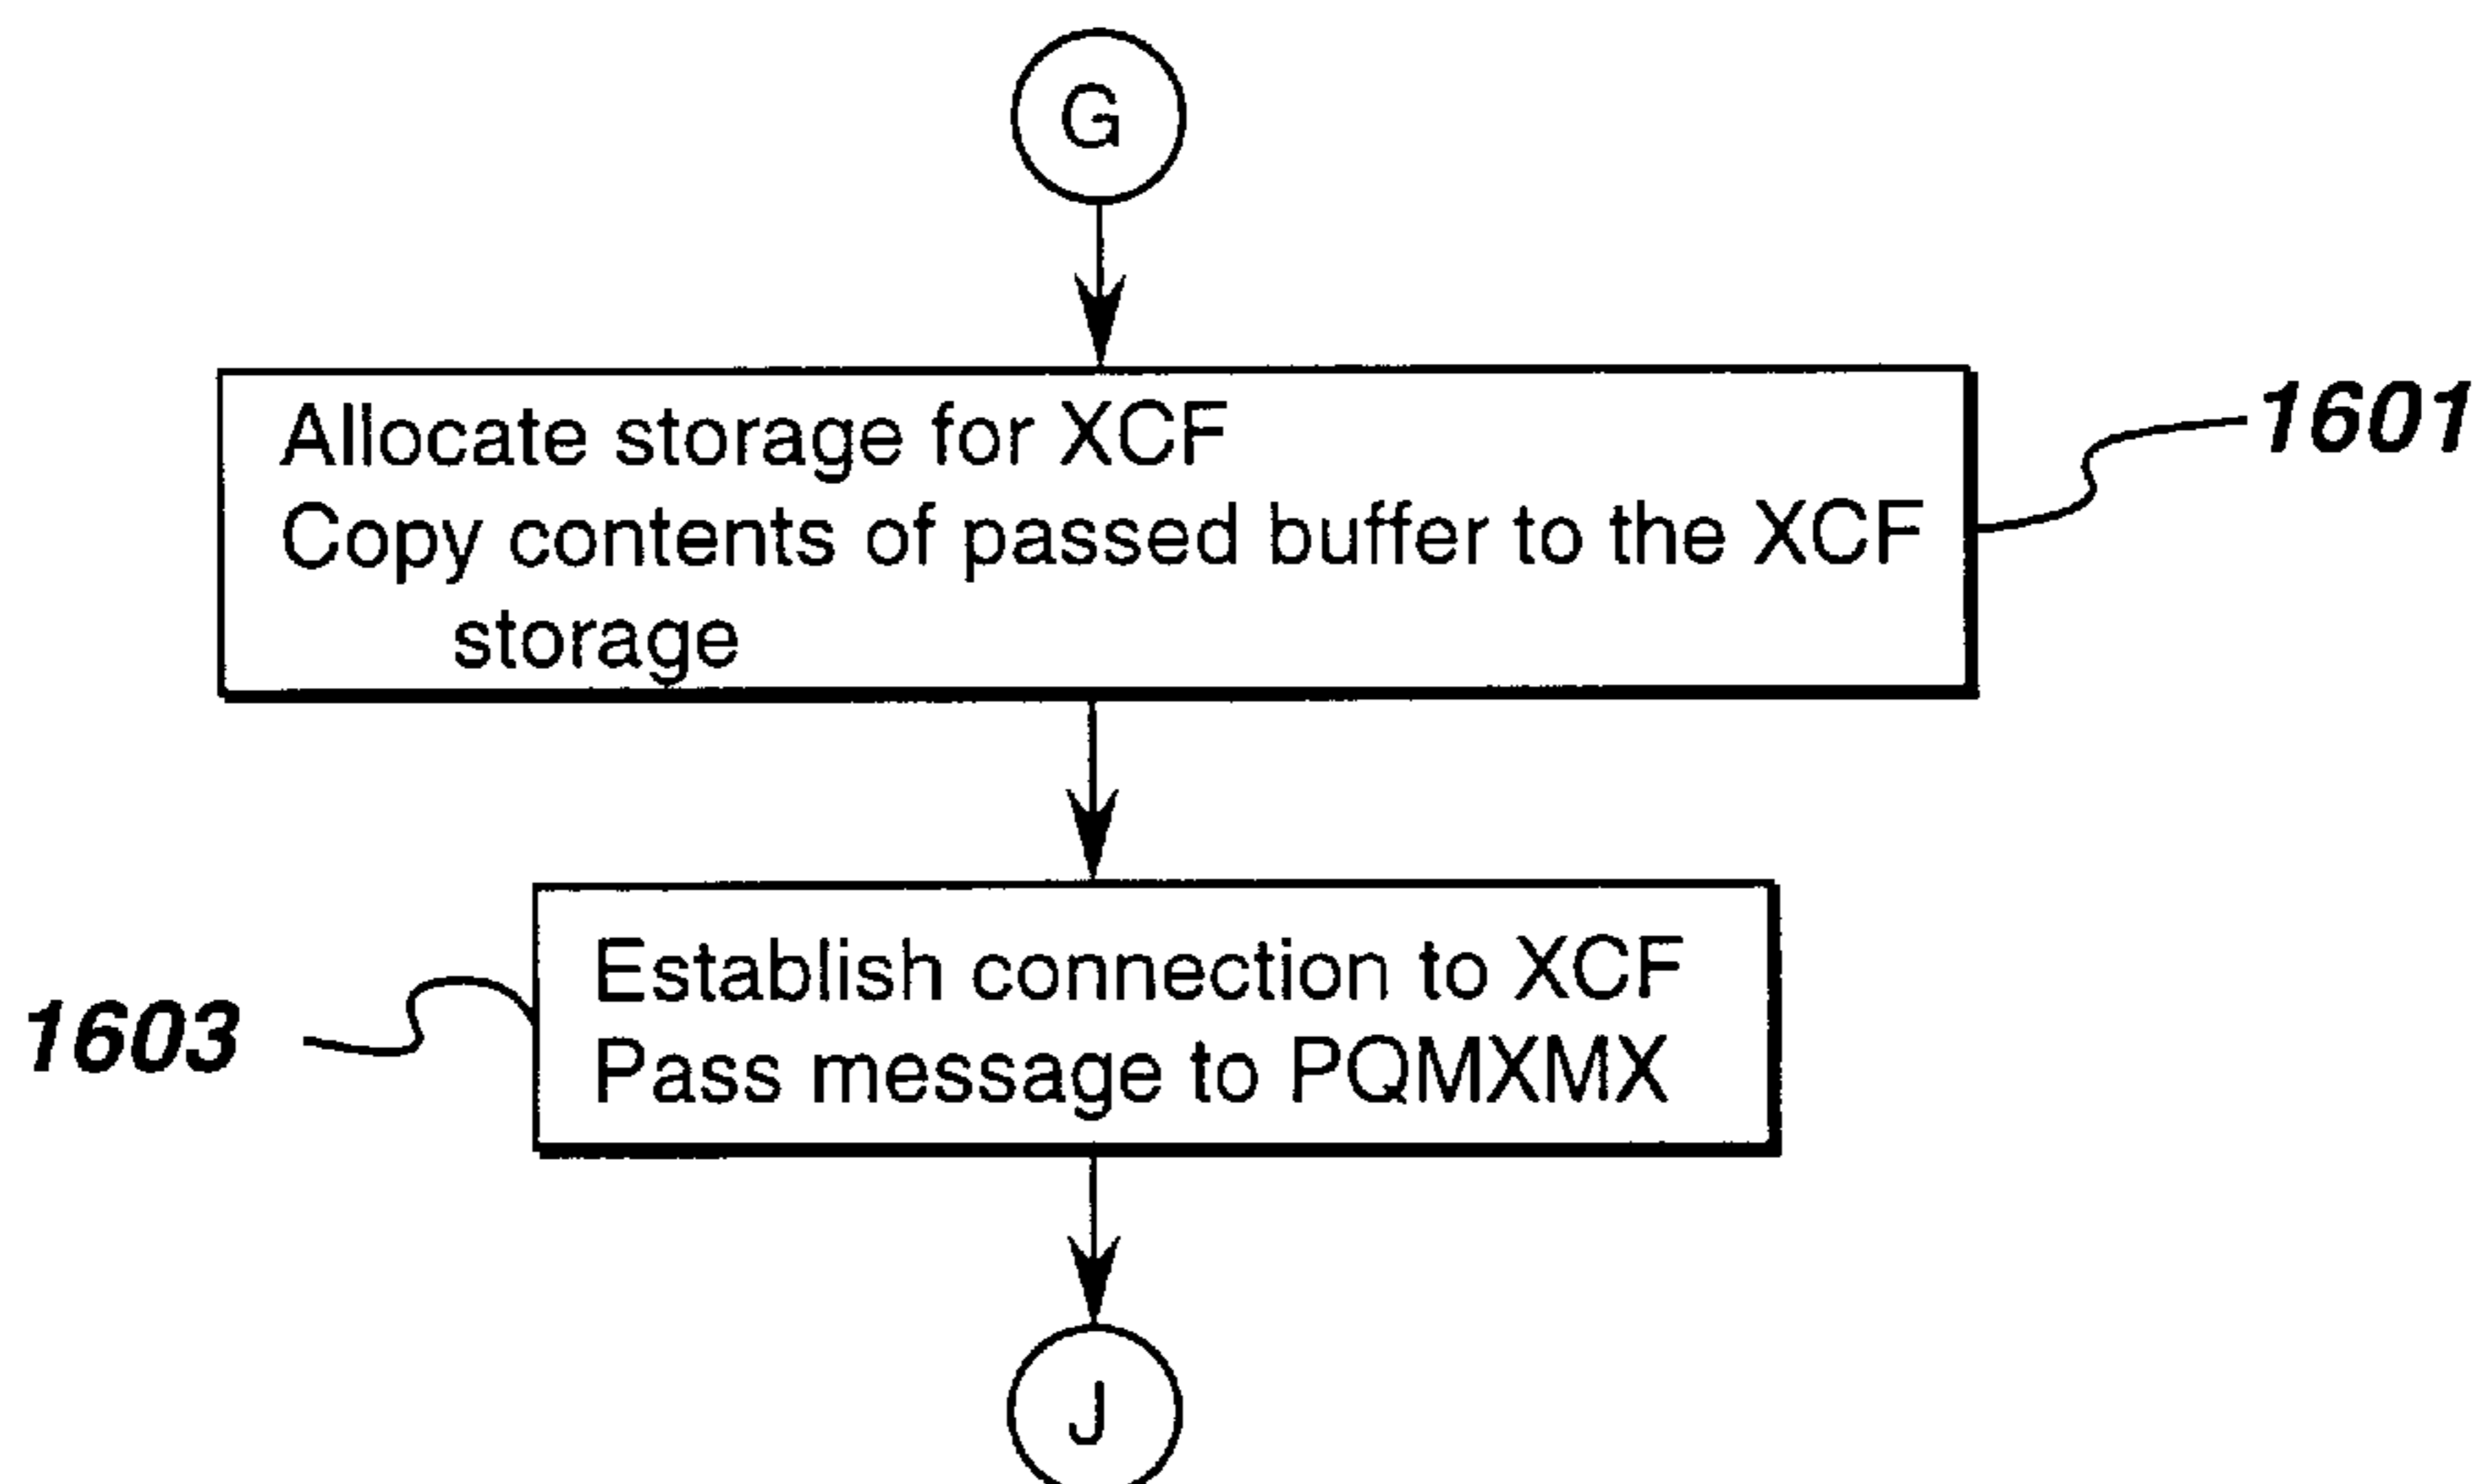 G
Allocate storage for XCF
1601
Copy contents of passed buffer to the XCF
storage
Establish connection to XCF
1603
Pass message to PQMXMX
J